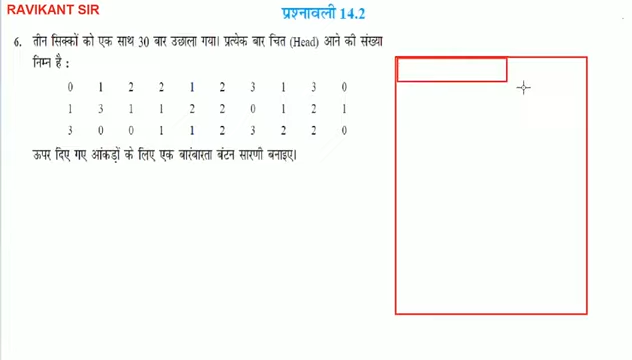 RAVIKANT SIR
प्रश्नावली 14.2
6. तीन सिक्कों को एक साथ 30 बार उछाला गया। प्रत्येक बार चित (Head) आने की संख्या
निम्न है :
0 1 2 2 1 2 3 1 3 0
1 3 1 1 2 2 0 1 2 1
3 0 0 1 1 2 3 2 2 0
ऊपर दिए गए आंकड़ों के लिए एक बारंबारता बंटन सारणी बनाइए।